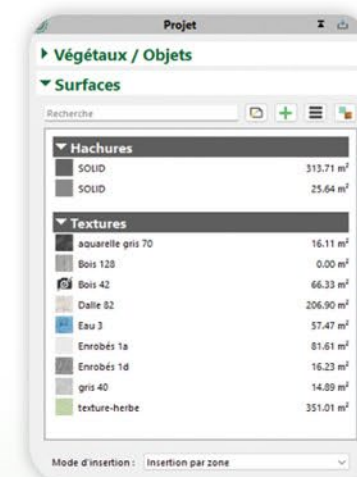 Projet
Végétaux / Objets
Surfaces
Recherche
Hachures
SOLID 313.71 m²
SOLID 25.64 m²
Textures
aquarelle gris 70 16.11 m²
Bois 128 0.00 m²
Bois 42 66.33 m²
Dalle 82 206.90 m²
Eau 3 57.47 m²
Enrobés 1a 81.61 m²
Enrobés 1d 16.23 m²
gris 40 14.89 m²
texture-herbe 351.01 m²
Mode d'insertion : Insertion par zone